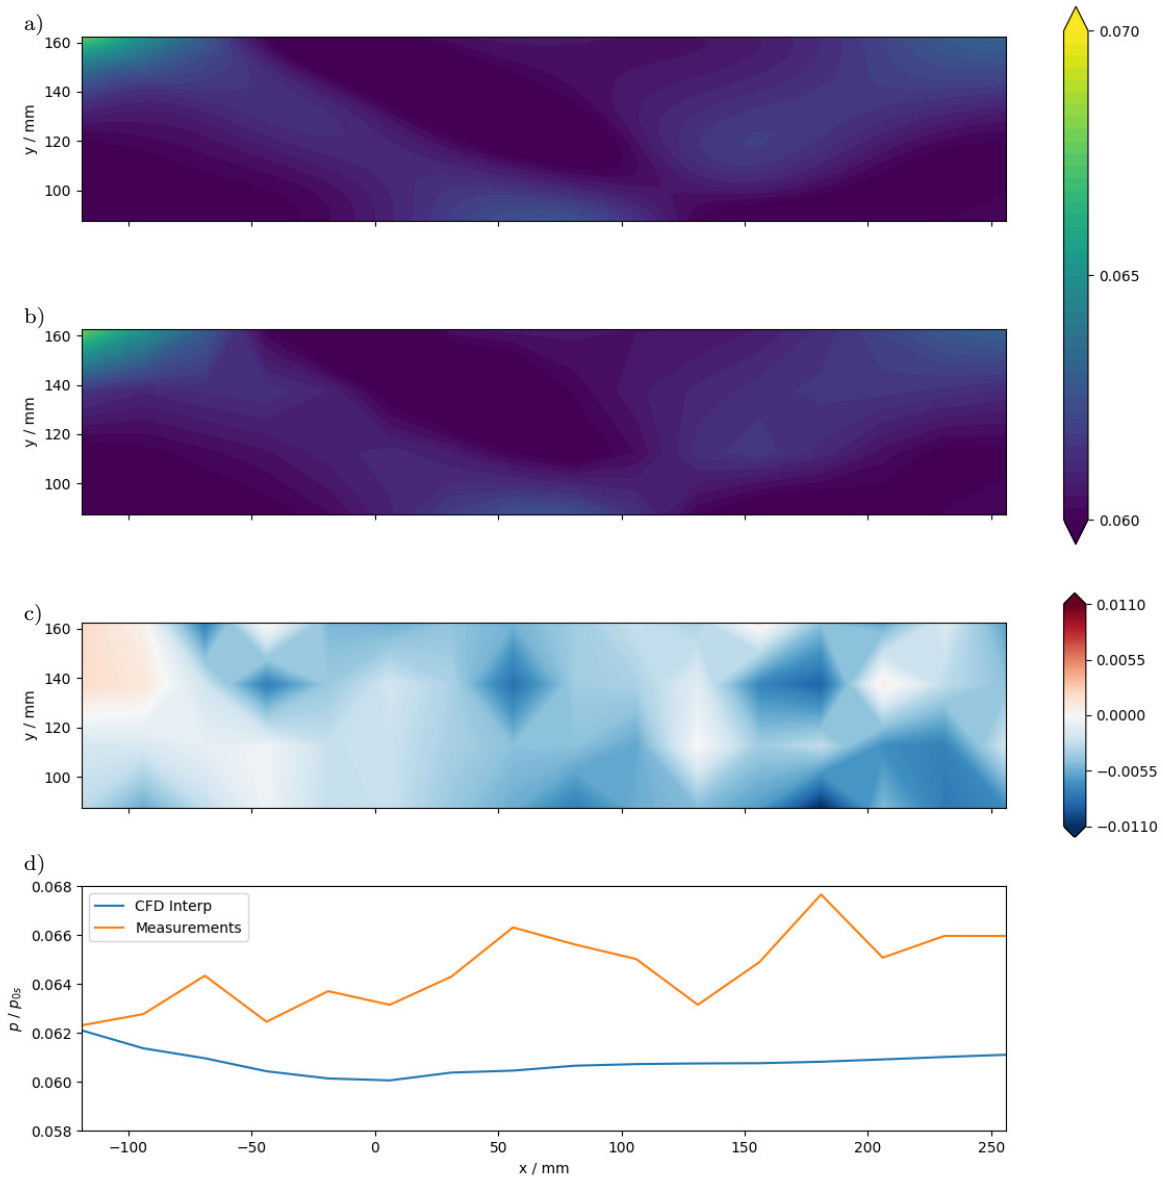 a)
160
140
120
100
y / mm
0.070
0.065
0.060
b)
160
140
120
100
y / mm
c)
160
140
120
100
y / mm
0.0110
0.0055
0.0000
−0.0055
−0.0110
d)
0.068
0.066
0.064
0.062
0.060
0.058
p / p0s
CFD Interp
Measurements
−100 −50 0 50 100 150 200 250
x / mm